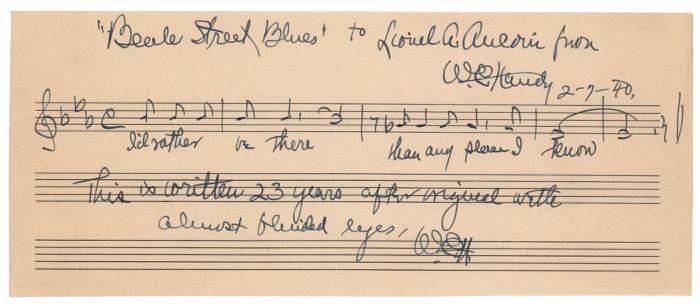 "Beale Street Blues" to Lionel A. Aucoin from
W.C. Handy 2-7-40.
I'd rather be there than any place I know
This is written 23 years after original with
almost blinded eyes, W.C.H.